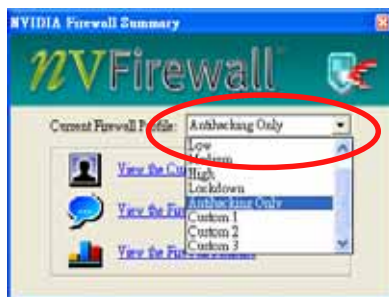 NVIDIA Firewall Summary
NVFirewall
Current Firewall Profile: Antihacking Only
Low
Medium
High
Lockdown
Antihacking Only
Custom 1
Custom 2
Custom 3
View the
View the
View the